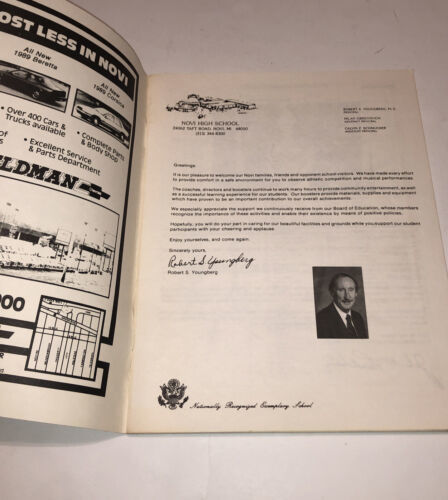 OST LESS IN NOVI
All New
1989 Beretta
All New
1989 Corsica
• Over 400 Cars &
Trucks available
• Complete Parts
& Body Shop
of
s
• Excellent Service
& Parts Department
LDMAN
000
NOVI HIGH SCHOOL
24062 TAFT ROAD, NOVI, MI 48050
(313) 344-8300
ROBERT S. YOUNGBERG, Ph. D.
PRINCIPAL
ASSISTANT PRINCIPAL
CALVIN E. SCHMUCKER
ASSISTANT PRINCIPAL
Greetings
It is our pleasure to welcome our Novi families, friends and opponent school visitors. We have made every effort
to provide comfort in a safe environment for you to observe athletic competition and musical performances.
The coaches, directors and boosters continue to work many hours to provide community entertainment, as well
as a successful learning experience for our students. Our boosters provide materials, supplies and equipment
which have proven to be an important contribution to our overall achievements.
We especially appreciate the support we continuously receive from our Board of Education, whose members
recognize the importance of these activities and enable their existence by means of positive policies.
Hopefully, you will do your part in caring for our beautiful facilities and grounds while you support our student
participants with your cheering and applause.
Enjoy yourselves, and come again.
Sincerely yours,
Robert S. Youngberg
Robert S. Youngberg
Nationally Recognized Exemplary School